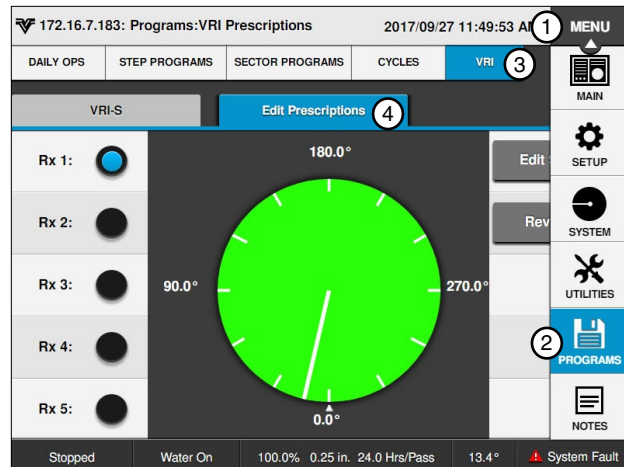 172.16.7.183: Programs:VRI Prescriptions 2017/09/27 11:49:53 1 MENU
DAILY OPS STEP PROGRAMS SECTOR PROGRAMS CYCLES VRI 3
MAIN
VRI-S Edit Prescriptions 4
SETUP
Rx 1: 180.0° Edit
Rx 2: Rev
SYSTEM
Rx 3: 90.0° 270.0°
UTILITIES
Rx 4: 2
PROGRAMS
Rx 5: 0.0°
NOTES
Stopped Water On 100.0% 0.25 in. 24.0 Hrs/Pass 13.4° System Fault